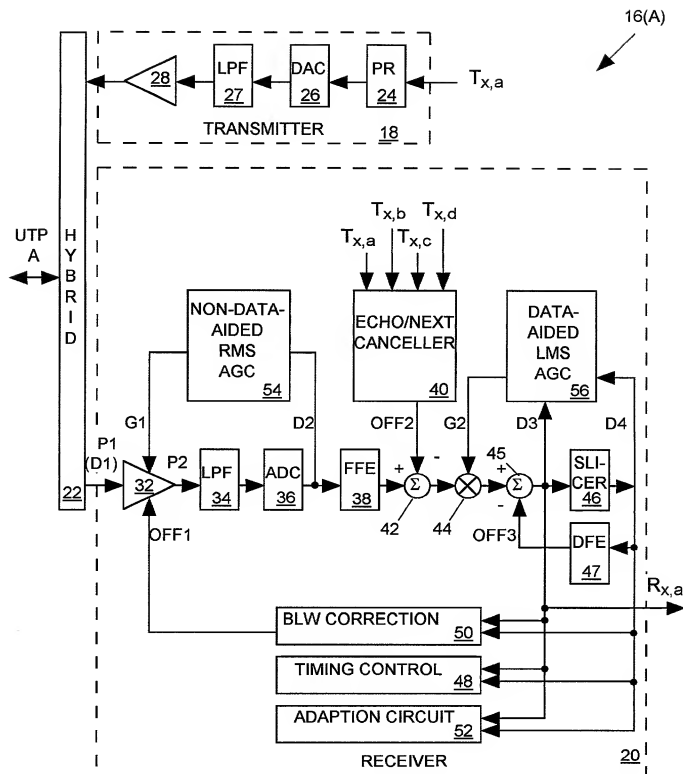 16(A)
28
LPF
27
DAC
26
PR
24
Tx,a
TRANSMITTER 18
UTP
A
HYBRID
22
Tx,b Tx,d
Tx,a Tx,c
NON-DATA-
AIDED
RMS
AGC
54
ECHO/NEXT
CANCELLER
40
DATA-
AIDED
LMS
AGC
56
G1
D2
OFF2
G2
D3
D4
P1
(D1)
32
P2
LPF
34
ADC
36
FFE
38
+
Σ
-
42
44
+
45
Σ
-
SLI-
CER
46
OFF1
OFF3
DFE
47
Rx,a
BLW CORRECTION
50
TIMING CONTROL
48
ADAPTION CIRCUIT
52
RECEIVER
20